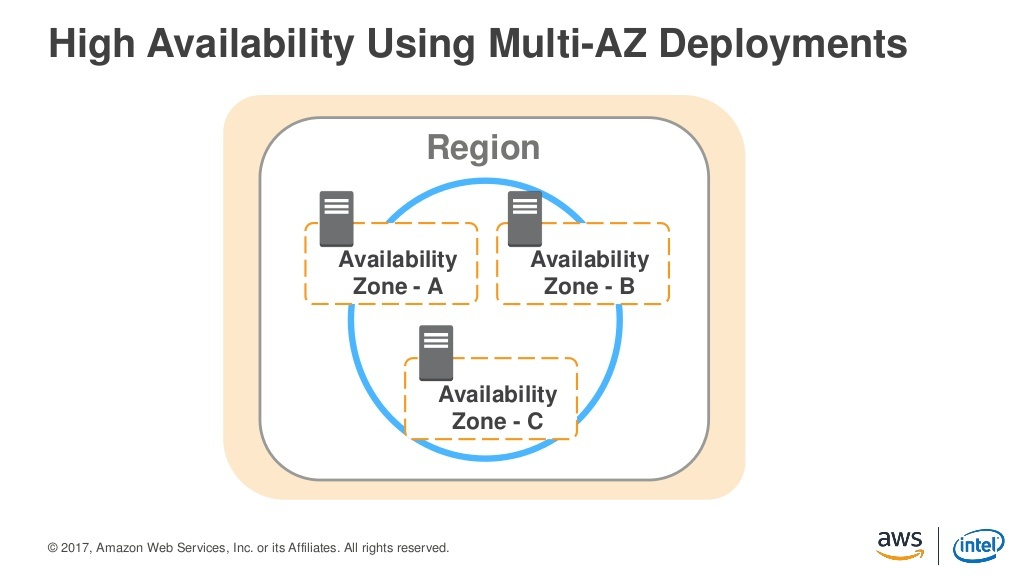 High Availability Using Multi-AZ Deployments
Region
Availability
Zone - A
Availability
Zone - B
Availability
Zone - C
© 2017, Amazon Web Services, Inc. or its Affiliates. All rights reserved.
aws
intel